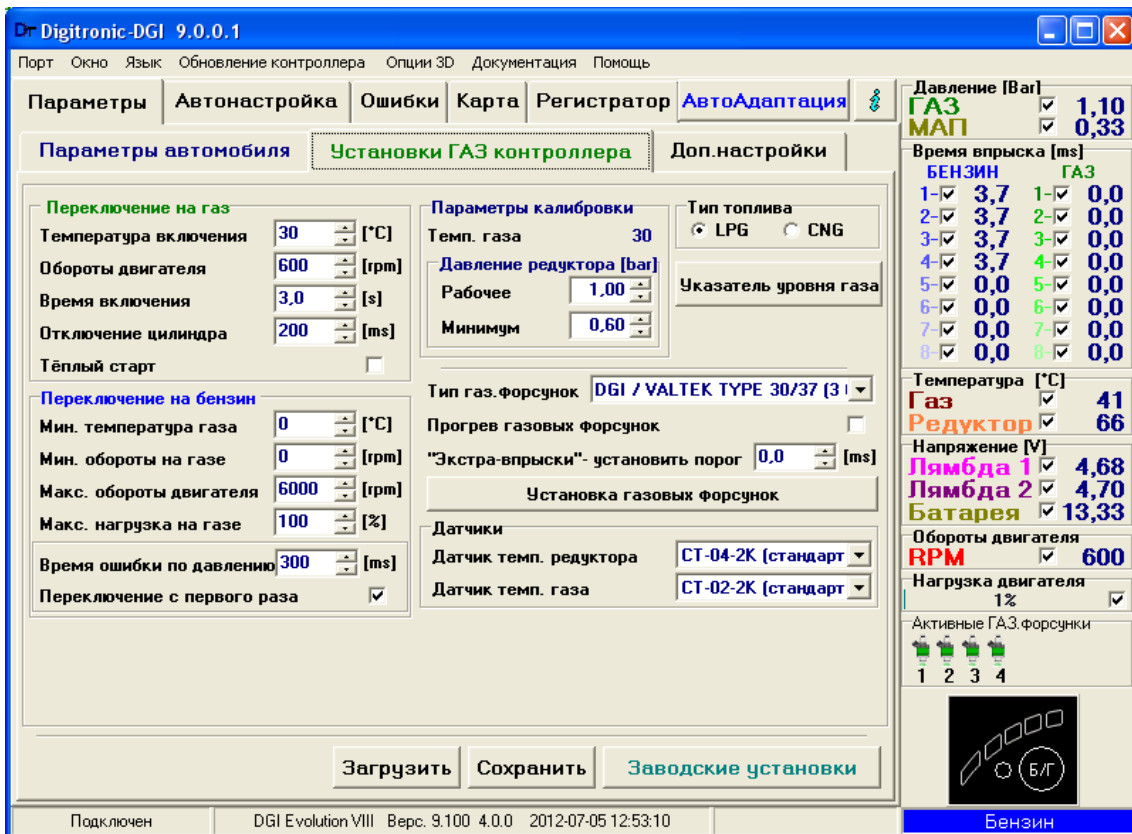 Digitronic-DGI 9.0.0.1
Порт Окно Язык Обновление контроллера Опции 3D Документация Помощь
Параметры Автонастройка Ошибки Карта Регистратор АвтоАдаптация i
Параметры автомобиля Установки ГАЗ контроллера Доп.настройки
Переключение на газ
Температура включения 30 [°C]
Обороты двигателя 600 [rpm]
Время включения 3,0 [s]
Отключение цилиндра 200 [ms]
Тёплый старт
Переключение на бензин
Мин. температура газа 0 [°C]
Мин. обороты на газе 0 [rpm]
Макс. обороты двигателя 6000 [rpm]
Макс. нагрузка на газе 100 [%]
Время ошибки по давлению 300 [ms]
Переключение с первого раза
Параметры калибровки
Темп. газа 30
Давление редуктора [bar]
Рабочее 1,00
Минимум 0,60
Тип топлива
LPG CNG
Указатель уровня газа
Тип газ.форсунок DGI / VALTEK TYPE 30/37 (3
Прогрев газовых форсунок
"Экстра-впрыски"- установить порог 0,0 [ms]
Установка газовых форсунок
Датчики
Датчик темп. редуктора CT-04-2K (стандарт
Датчик темп. газа CT-02-2K (стандарт
Загрузить Сохранить Заводские установки
Давление [Bar]
ГАЗ 1,10
МАП 0,33
Время впрыска [ms]
БЕНЗИН ГАЗ
1- 3,7 1- 0,0
2- 3,7 2- 0,0
3- 3,7 3- 0,0
4- 3,7 4- 0,0
5- 0,0 5- 0,0
6- 0,0 6- 0,0
7- 0,0 7- 0,0
8- 0,0 8- 0,0
Температура [°C]
Газ 41
Редуктор 66
Напряжение [V]
Лямбда 1 4,68
Лямбда 2 4,70
Батарея 13,33
Обороты двигателя
RPM 600
Нагрузка двигателя
1%
Активные ГАЗ.форсунки
1 2 3 4
Б/Г
Подключен DGI Evolution VIII Верс. 9.100 4.0.0 2012-07-05 12:53:10 Бензин